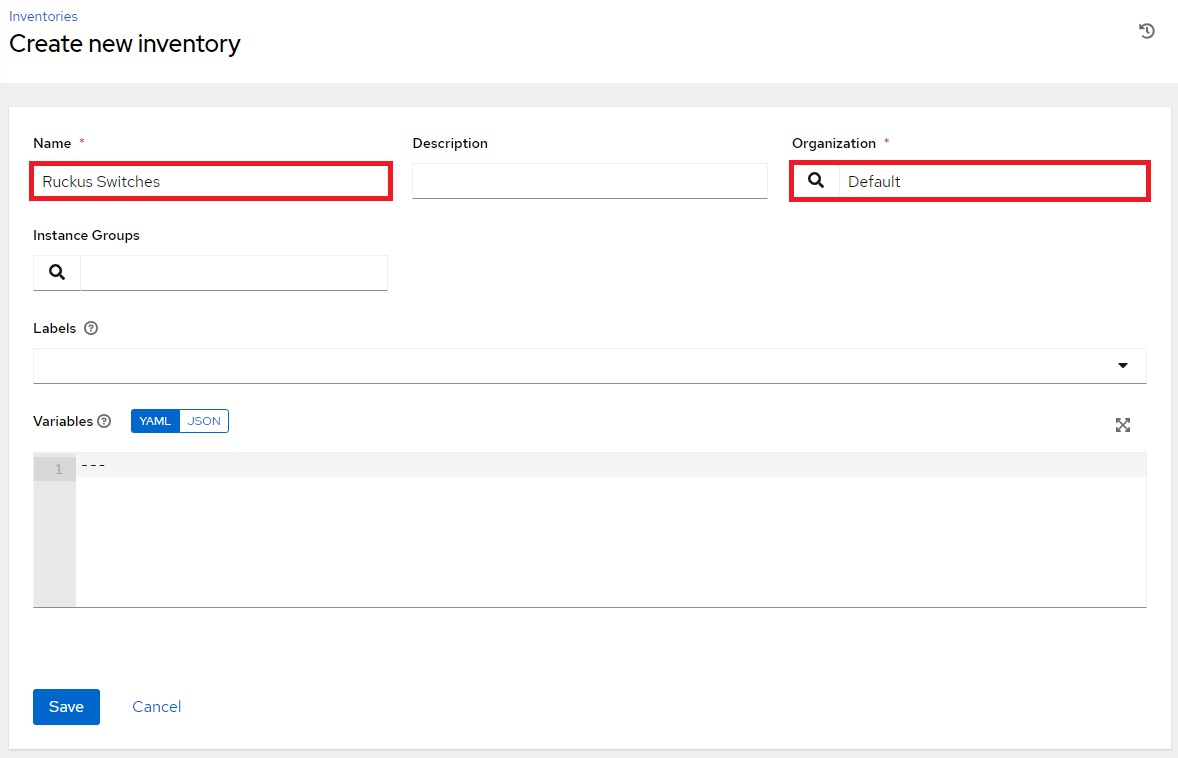 Inventories
Create new inventory
Name *
Description
Organization *
Ruckus Switches
Default
Instance Groups
Labels
Variables YAML JSON
1 ---
Save Cancel